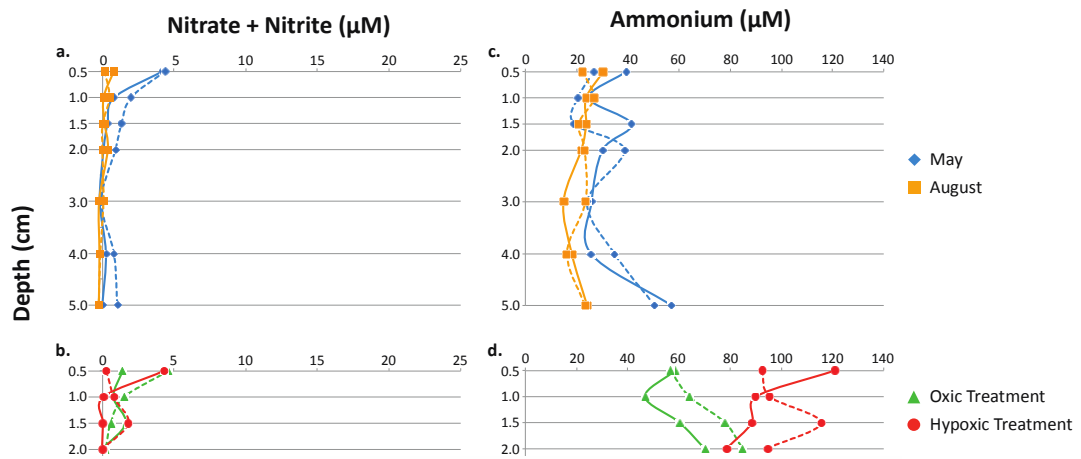 Nitrate + Nitrite (µM)
Ammonium (µM)
a.
0 5 10 15 20 25
0.5
1.0
1.5
2.0
3.0
4.0
5.0
c.
0 20 40 60 80 100 120 140
0.5
1.0
1.5
2.0
3.0
4.0
5.0
May
August
Depth (cm)
b.
0 5 10 15 20 25
0.5
1.0
1.5
2.0
d.
0 20 40 60 80 100 120 140
0.5
1.0
1.5
2.0
Oxic Treatment
Hypoxic Treatment